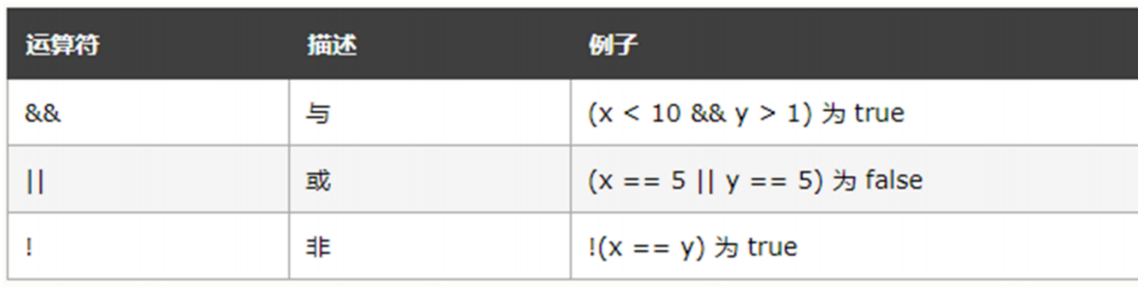 运算符 描述 例子
&& 与 (x < 10 && y > 1) 为 true
|| 或 (x == 5 || y == 5) 为 false
! 非 !(x == y) 为 true